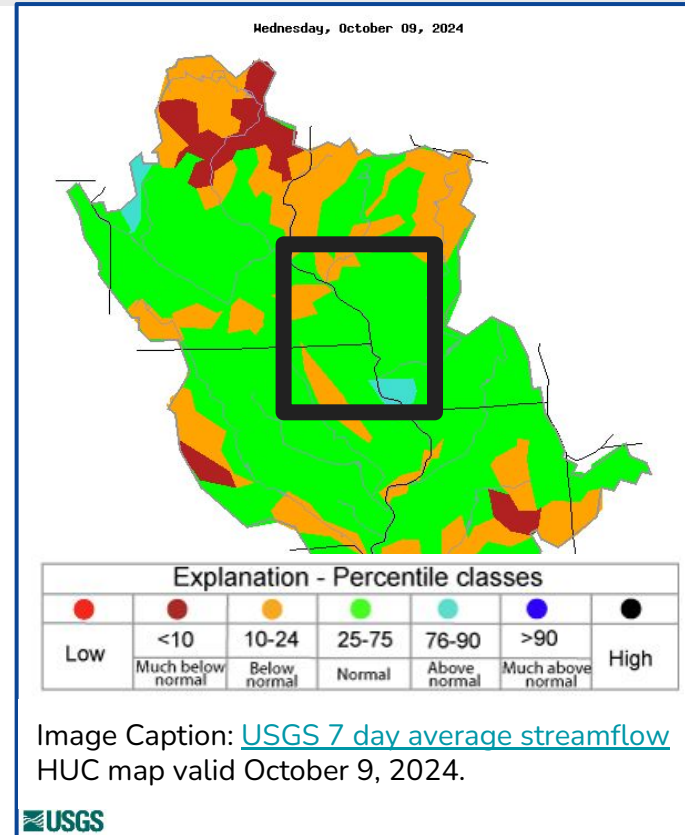 Wednesday, October 09, 2024
Explanation - Percentile classes
Low
<10
10-24
25-75
76-90
>90
High
Much below normal
Below normal
Normal
Above normal
Much above normal
Image Caption: USGS 7 day average streamflow
HUC map valid October 9, 2024.
USGS